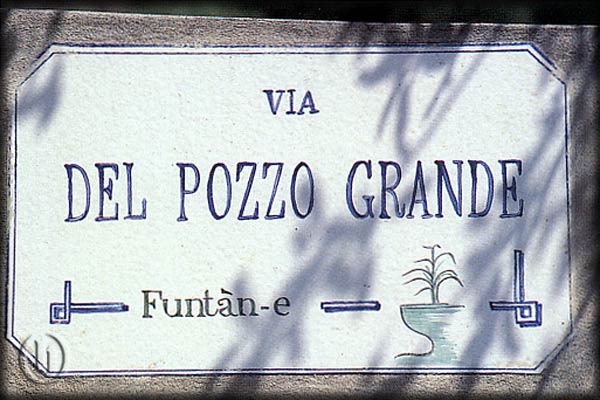 VIA
DEL POZZO GRANDE
Funtàn-e